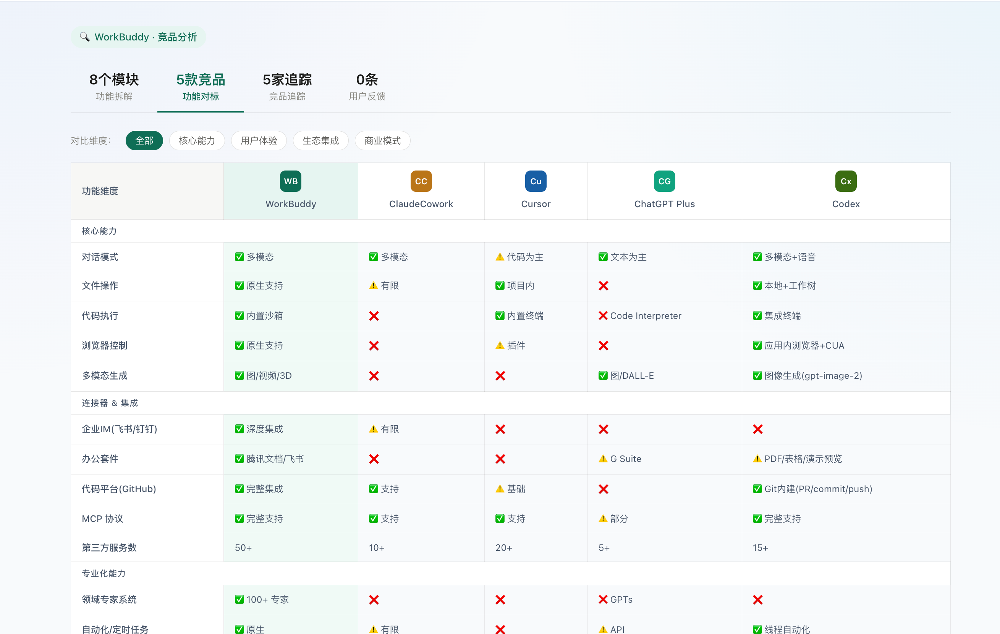 🔍 WorkBuddy · 竞品分析
8个模块 5款竞品 5家追踪 0条
功能拆解 功能对标 竞品追踪 用户反馈
对比维度： 全部 核心能力 用户体验 生态集成 商业模式
WB CC Cu CG Cx
功能维度 WorkBuddy ClaudeCowork Cursor ChatGPT Plus Codex
核心能力
对话模式 ✅ 多模态 ✅ 多模态 ⚠️ 代码为主 ✅ 文本为主 ✅ 多模态+语音
文件操作 ✅ 原生支持 ⚠️ 有限 ✅ 项目内 ❌ ✅ 本地+工作树
代码执行 ✅ 内置沙箱 ❌ ✅ 内置终端 ❌ Code Interpreter ✅ 集成终端
浏览器控制 ✅ 原生支持 ❌ ⚠️ 插件 ❌ ✅ 应用内浏览器+CUA
多模态生成 ✅ 图/视频/3D ❌ ❌ ✅ 图/DALL-E ✅ 图像生成(gpt-image-2)
连接器 & 集成
企业IM(飞书/钉钉) ✅ 深度集成 ⚠️ 有限 ❌ ❌ ❌
办公套件 ✅ 腾讯文档/飞书 ❌ ❌ ⚠️ G Suite ⚠️ PDF/表格/演示预览
代码平台(GitHub) ✅ 完整集成 ✅ 支持 ⚠️ 基础 ❌ ✅ Git内建(PR/commit/push)
MCP 协议 ✅ 完整支持 ✅ 支持 ✅ 支持 ⚠️ 部分 ✅ 完整支持
第三方服务数 50+ 10+ 20+ 5+ 15+
专业化能力
领域专家系统 ✅ 100+ 专家 ❌ ❌ ❌ GPTs ❌
自动化/定时任务 ✅ 原生 ⚠️ 有限 ❌ ⚠️ API ✅ 线程自动化